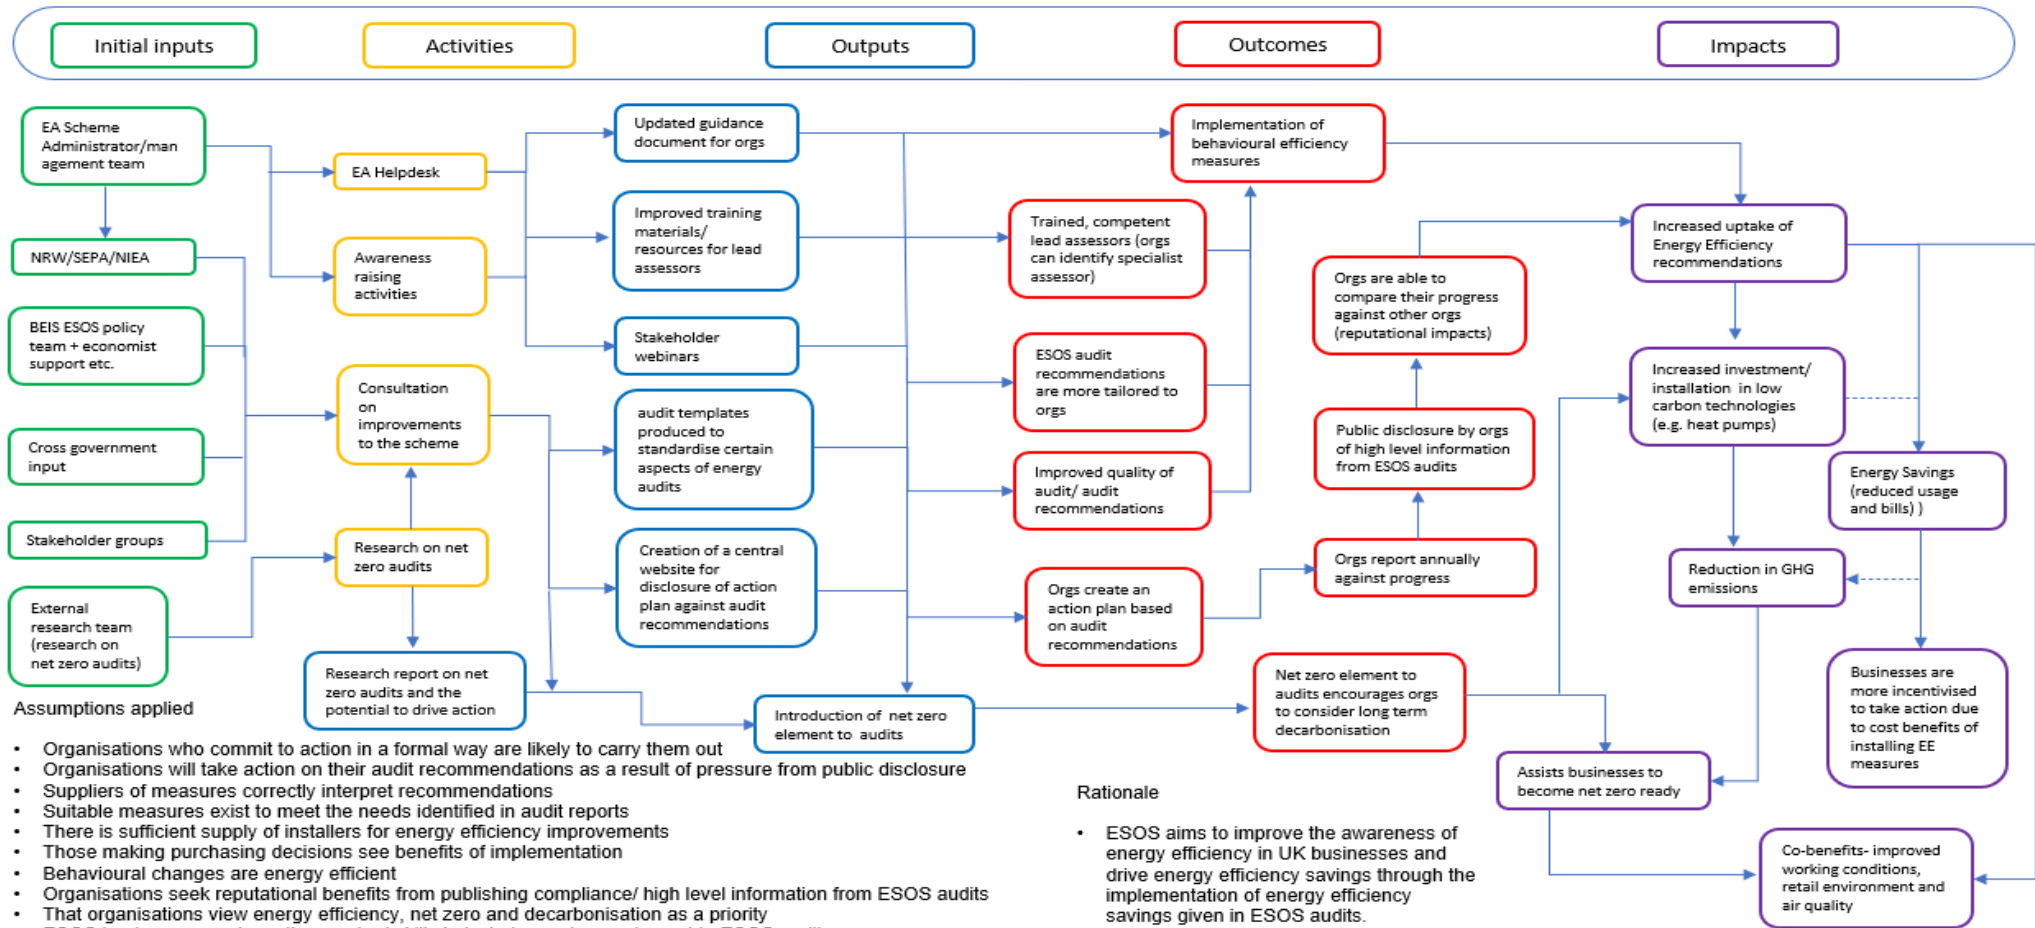 Initial inputs
Activities
Outputs
Outcomes
Impacts
EA Scheme
Administrator/man
agement team
NRW/SEPA/NIEA
BEIS ESOS policy
team + economist
support etc.
Cross government
input
Stakeholder groups
External
research team
(research on
net zero audits)
EA Helpdesk
Awareness
raising
activities
Consultation
on
improvements
to the scheme
Research on net
zero audits
Research report on net
zero audits and the
potential to drive action
Updated guidance
document for orgs
Improved training
materials/
resources for lead
assessors
Stakeholder
webinars
audit templates
produced to
standardise certain
aspects of energy
audits
Creation of a central
website for
disclosure of action
plan against audit
recommendations
Introduction of net zero
element to audits
Implementation of
behavioural efficiency
measures
Trained, competent
lead assessors (orgs
can identify specialist
assessor)
ESOS audit
recommendations
are more tailored to
orgs
Improved quality of
audit/ audit
recommendations
Orgs create an
action plan based
on audit
recommendations
Orgs are able to
compare their progress
against other orgs
(reputational impacts)
Public disclosure by orgs
of high level information
from ESOS audits
Orgs report annually
against progress
Net zero element to
audits encourages orgs
to consider long term
decarbonisation
Increased uptake of
Energy Efficiency
recommendations
Increased investment/
installation in low
carbon technologies
(e.g. heat pumps)
Energy Savings
(reduced usage
and bills) )
Reduction in GHG
emissions
Businesses are
more incentivised
to take action due
to cost benefits of
installing EE
measures
Assists businesses to
become net zero ready
Co-benefits- improved
working conditions,
retail environment and
air quality
Assumptions applied
• Organisations who commit to action in a formal way are likely to carry them out
• Organisations will take action on their audit recommendations as a result of pressure from public disclosure
• Suppliers of measures correctly interpret recommendations
• Suitable measures exist to meet the needs identified in audit reports
• There is sufficient supply of installers for energy efficiency improvements
• Those making purchasing decisions see benefits of implementation
• Behavioural changes are energy efficient
• Organisations seek reputational benefits from publishing compliance/ high level information from ESOS audits
• That organisations view energy efficiency, net zero and decarbonisation as a priority
Rationale
• ESOS aims to improve the awareness of
energy efficiency in UK businesses and
drive energy efficiency savings through the
implementation of energy efficiency
savings given in ESOS audits.